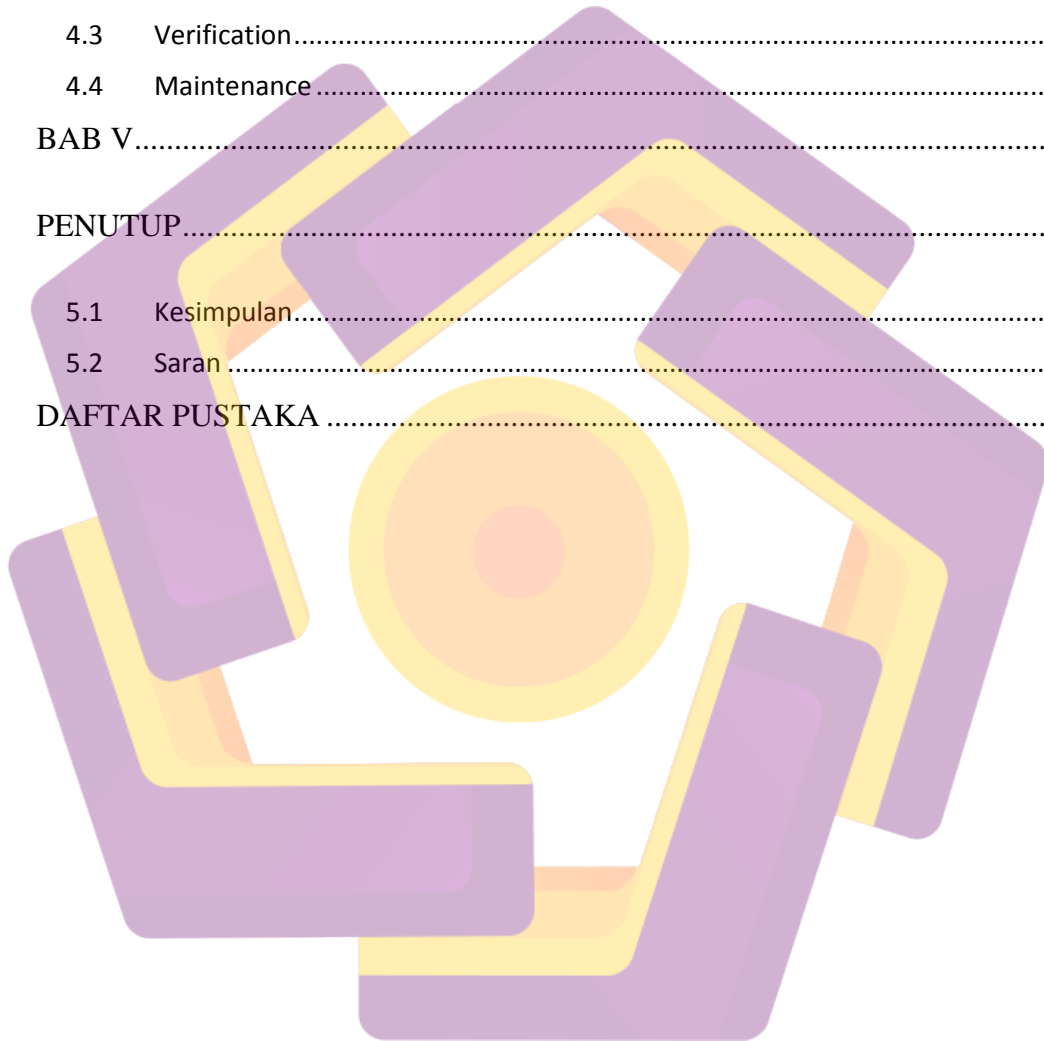 4.3 Verification..........................................................................................................
4.4 Maintenance.......................................................................................................
BAB V..................................................................................................................
PENUTUP............................................................................................................
5.1 Kesimpulan..........................................................................................................
5.2 Saran...................................................................................................................
DAFTAR PUSTAKA..........................................................................................